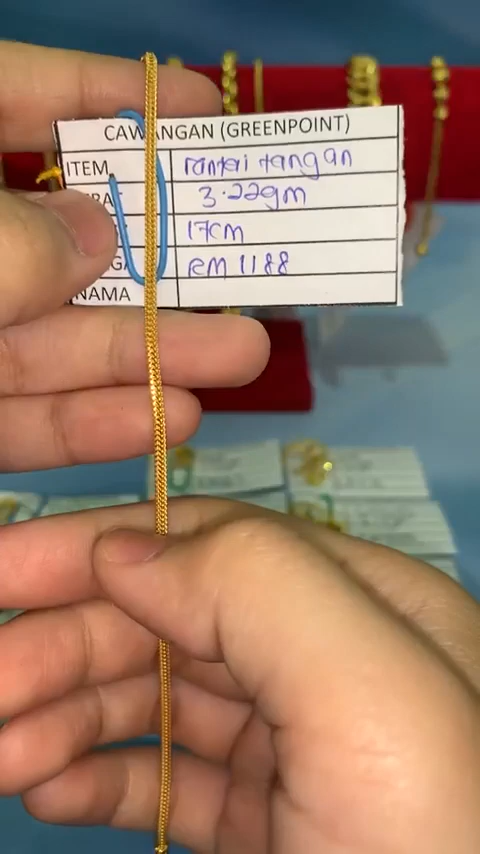 CAWANGAN (GREENPOINT)
ITEM rantai tangan
3.22gm
17cm
RM 1188
NAMA